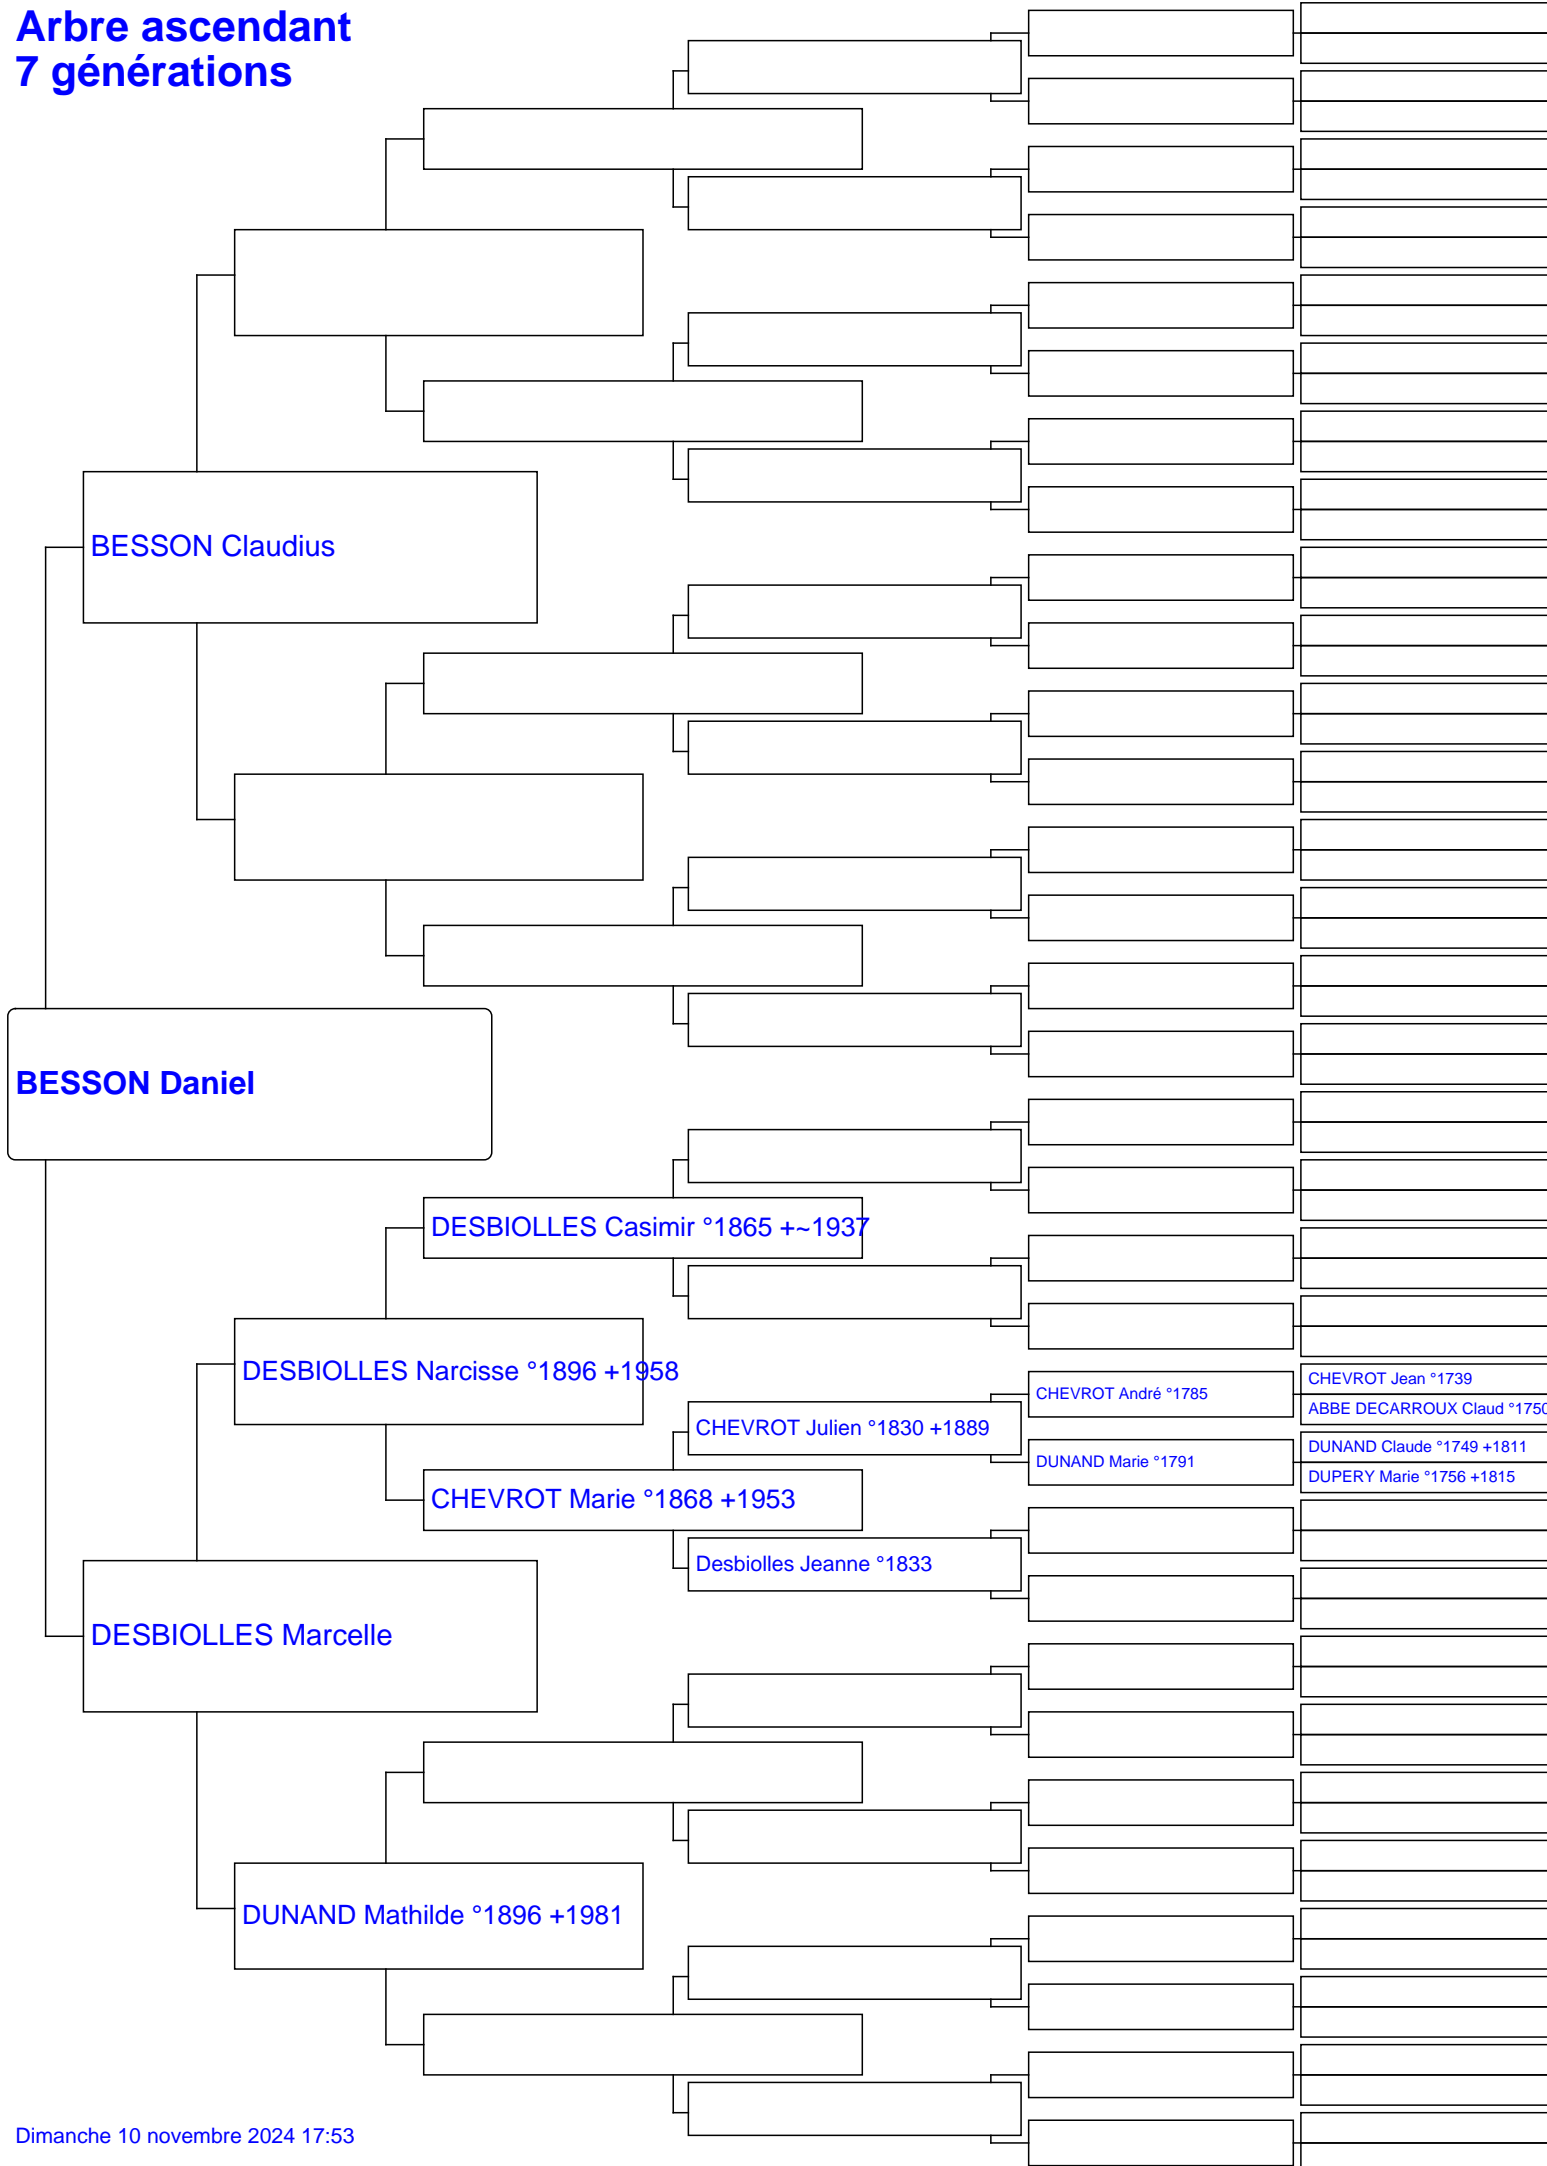 Arbre ascendant
7 générations
BESSON Claudius
BESSON Daniel
DESBIOLLES Casimir °1865 +~1937
DESBIOLLES Narcisse °1896 +1958
CHEVROT Jean °1739
CHEVROT André °1785
ABBE DECARROUX Claud °1750
CHEVROT Julien °1830 +1889
DUNAND Claude °1749 +1811
DUNAND Marie °1791
DUPERY Marie °1756 +1815
CHEVROT Marie °1868 +1953
Desbiolles Jeanne °1833
DESBIOLLES Marcelle
DUNAND Mathilde °1896 +1981
Dimanche 10 novembre 2024 17:53